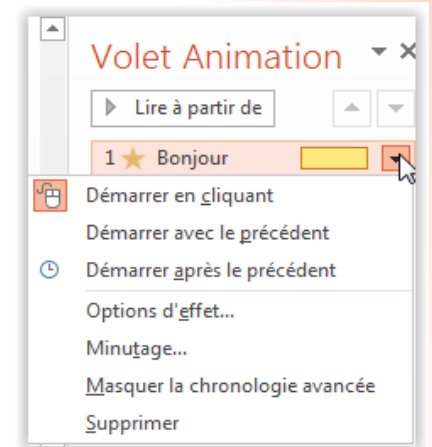 Volet Animation
Lire à partir de
1 Bonjour
Démarrer en cliquant
Démarrer avec le précédent
Démarrer après le précédent
Options d'effet...
Minutage...
Masquer la chronologie avancée
Supprimer